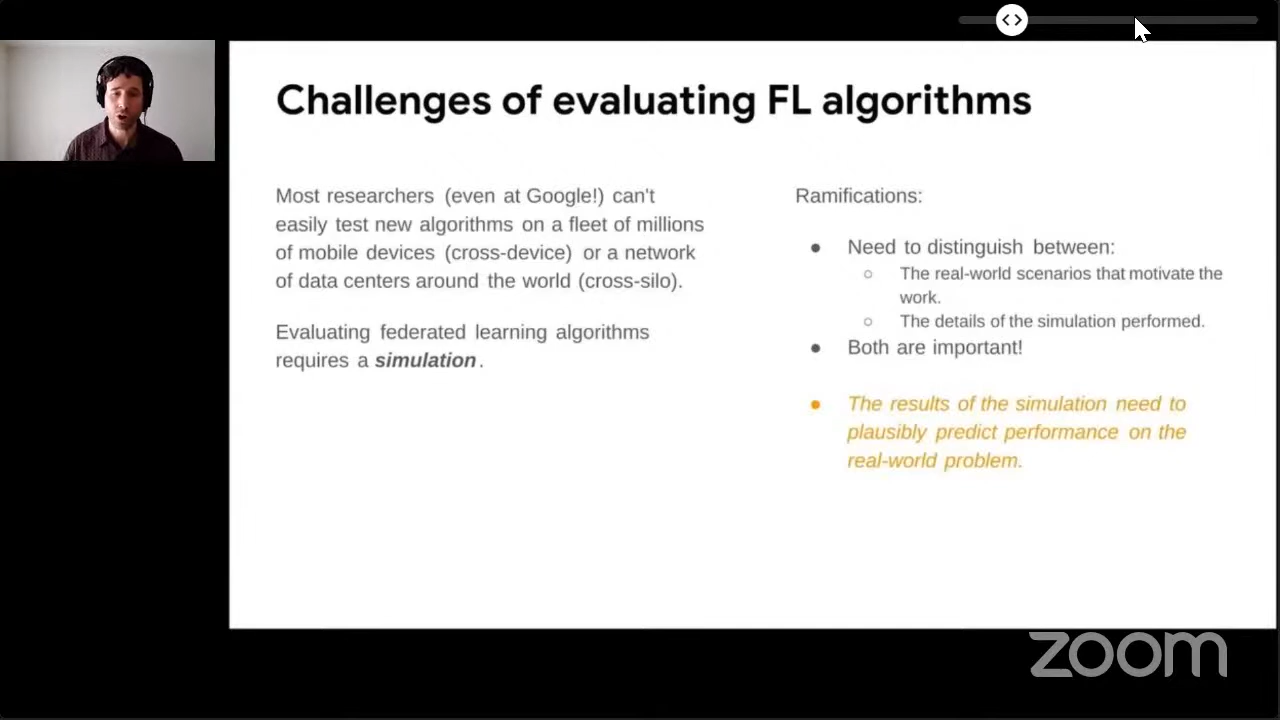 Challenges of evaluating FL algorithms
Most researchers (even at Google!) can't
easily test new algorithms on a fleet of millions
of mobile devices (cross-device) or a network
of data centers around the world (cross-silo).
Evaluating federated learning algorithms
requires a simulation.
Ramifications:
● Need to distinguish between:
○ The real-world scenarios that motivate the
work.
○ The details of the simulation performed.
● Both are important!
● The results of the simulation need to
plausibly predict performance on the
real-world problem.
zoom